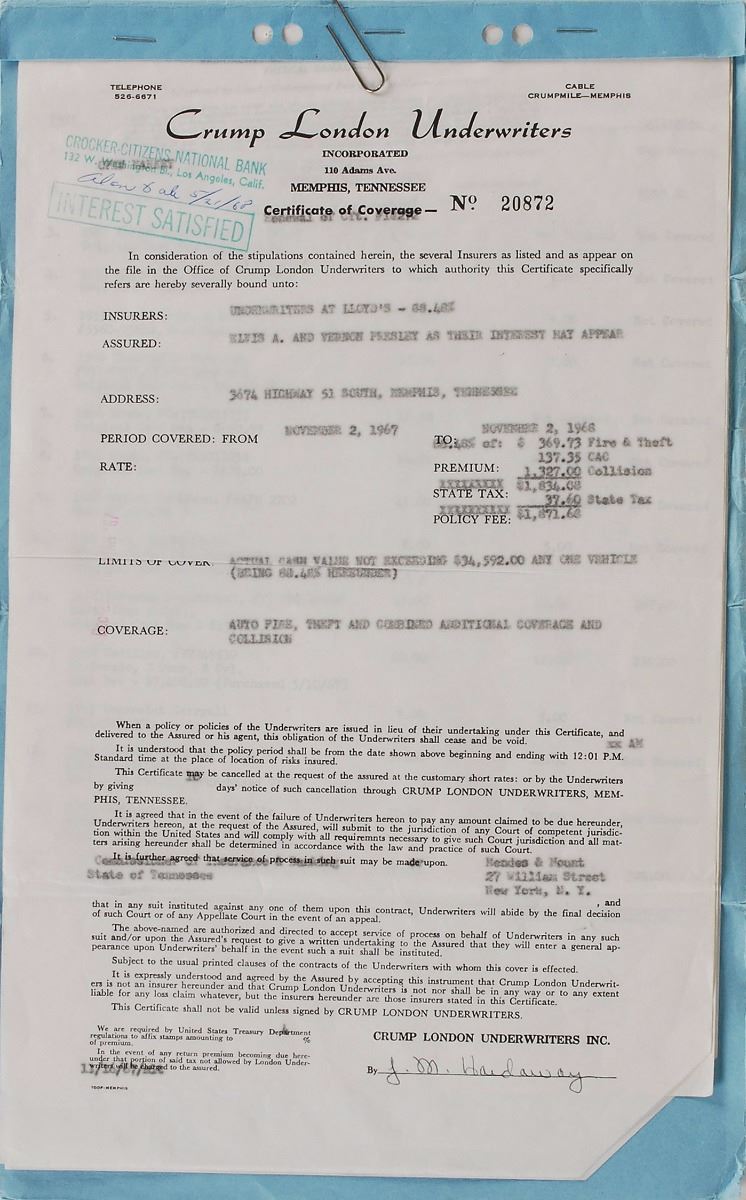 TELEPHONE
526-6671
CABLE
CRUMPMILE—MEMPHIS
Crump London Underwriters
INCORPORATED
110 Adams Ave.
MEMPHIS, TENNESSEE
CROCKER-CITIZENS NATIONAL BANK
132 W. Washington Bl., Los Angeles, Calif.
5/21/68
INTEREST SATISFIED
Certificate of Coverage— Nº 20872
In consideration of the stipulations contained herein, the several Insurers as listed and as appear on
the file in the Office of Crump London Underwriters to which authority this Certificate specifically
refers are hereby severally bound unto:
INSURERS: UNDERWRITERS AT LLOYD'S - 88.48%
ASSURED: ELVIS A. AND VERNON PRESLEY AS THEIR INTEREST MAY APPEAR
ADDRESS: 3674 HIGHWAY 51 SOUTH, MEMPHIS, TENNESSEE
PERIOD COVERED: FROM NOVEMBER 2, 1967 TO: NOVEMBER 2, 1968
88.48% of: $ 369.73 Fire & Theft
137.35 CAC
RATE: PREMIUM: 1,327.00 Collision
$1,834.08
STATE TAX: 37.60 State Tax
POLICY FEE: $1,871.68
LIMITS OF COVER: ACTUAL CASH VALUE NOT EXCEEDING $34,592.00 ANY ONE VEHICLE
(BEING 88.48% HEREUNDER)
COVERAGE: AUTO FIRE, THEFT AND COMBINED ADDITIONAL COVERAGE AND
COLLISION
When a policy or policies of the Underwriters are issued in lieu of their undertaking under this Certificate, and
delivered to the Assured or his agent, this obligation of the Underwriters shall cease and be void.
xx AM
It is understood that the policy period shall be from the date shown above beginning and ending with 12:01 P.M.
Standard time at the place of location of risks insured.
This Certificate may be cancelled at the request of the assured at the customary short rates: or by the Underwriters
by giving 10 days' notice of such cancellation through CRUMP LONDON UNDERWRITERS, MEM-
PHIS, TENNESSEE.
It is agreed that in the event of the failure of Underwriters hereon to pay any amount claimed to be due hereunder,
Underwriters hereon, at the request of the Assured, will submit to the jurisdiction of any Court of competent jurisdic-
tion within the United States and will comply with all requiremnts necessary to give such Court jurisdiction and all mat-
ters arising hereunder shall be determined in accordance with the law and practice of such Court.
It is further agreed that service of process in such suit may be made upon.
Commissioner of Insurance & Banking Mendes & Mount
State of Tennessee 27 William Street
New York, N. Y.
, and
that in any suit instituted against any one of them upon this contract, Underwriters will abide by the final decision
of such Court or of any Appellate Court in the event of an appeal.
The above-named are authorized and directed to accept service of process on behalf of Underwriters in any such
suit and/or upon the Assured's request to give a written undertaking to the Assured that they will enter a general ap-
pearance upon Underwriters' behalf in the event such a suit shall be instituted.
Subject to the usual printed clauses of the contracts of the Underwriters with whom this cover is effected.
It is expressly understood and agreed by the Assured by accepting this instrument that Crump London Underwrit-
ers is not an insurer hereunder and that Crump London Underwriters is not nor shall be in any way or to any extent
liable for any loss claim whatever, but the insurers hereunder are those insurers stated in this Certificate.
This Certificate shall not be valid unless signed by CRUMP LONDON UNDERWRITERS.
We are required by United States Treasury Department
regulations to affix stamps amounting to %
of premium.
In the event of any return premium becoming due here-
under that portion of said tax not allowed by London Under-
writers will be charged to the assured.
CRUMP LONDON UNDERWRITERS INC.
By J. M. Hardaway